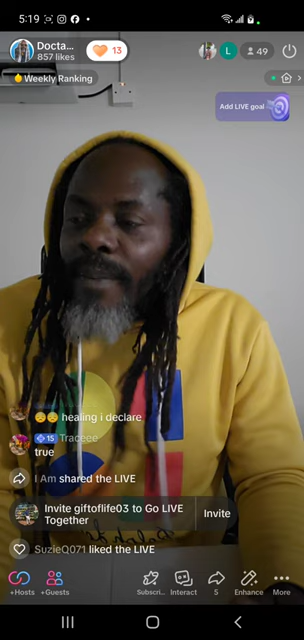 5:19
Docta...
857 likes
13
L
49
Weekly Ranking
Add LIVE goal
😥😥 healing i declare
15 Traceee
true
I Am shared the LIVE
Invite giftoflife03 to Go LIVE
Together
Invite
SuzieQ071 liked the LIVE
+Hosts
+Guests
Subscri...
Interact
5
Enhance
More